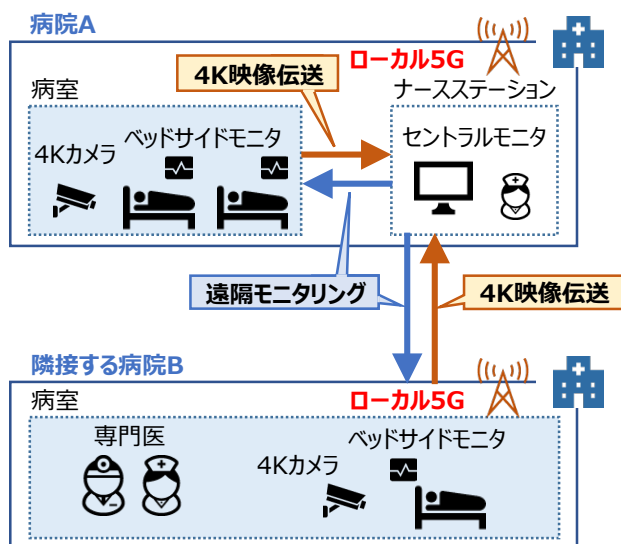 病院A
ローカル5G
4K映像伝送
病室
ナースステーション
ベッドサイドモニタ
セントラルモニタ
4Kカメラ
遠隔モニタリング
4K映像伝送
隣接する病院B
病室
ローカル5G
専門医
ベッドサイドモニタ
4Kカメラ